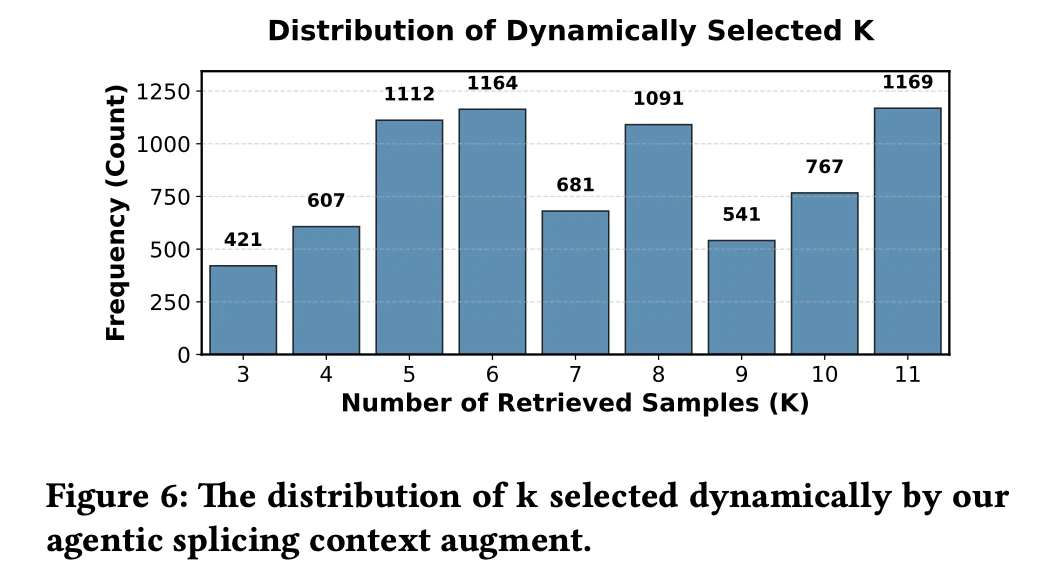 Distribution of Dynamically Selected K
Frequency (Count)
1250
1000
750
500
250
0
421
607
1112
1164
681
1091
541
767
1169
3 4 5 6 7 8 9 10 11
Number of Retrieved Samples (K)
Figure 6: The distribution of k selected dynamically by our
agentic splicing context augment.